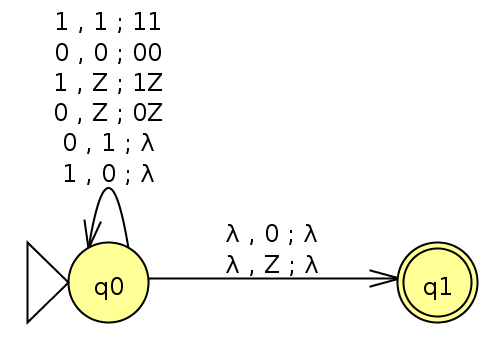 1 , 1 ; 11
0 , 0 ; 00
1 , Z ; 1Z
0 , Z ; 0Z
0 , 1 ; λ
1 , 0 ; λ
λ , 0 ; λ
λ , Z ; λ
q0
q1